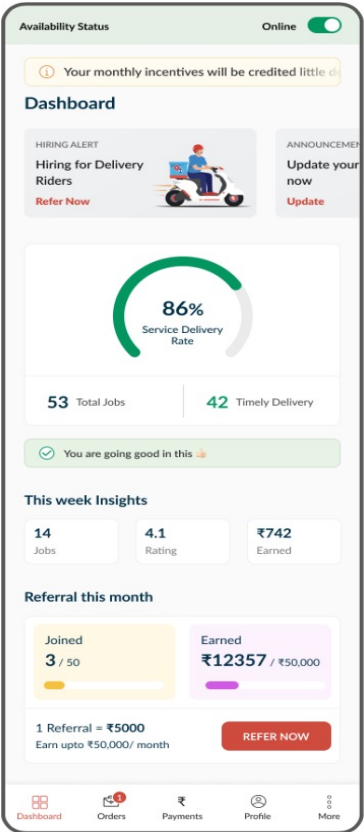 Availability Status
Online
Your monthly incentives will be credited little
Dashboard
HIRING ALERT
Hiring for Delivery
Riders
Refer Now
Update your
now
Update
86%
Service Delivery
Rate
53 Total Jobs
42 Timely Delivery
You are going good in this 👍
This week Insights
14
Jobs
4.1
Rating
₹742
Earned
Referral this month
Joined
3 / 50
Earned
₹12357 / ₹50,000
1 Referral = ₹5000
Earn upto ₹50,000/ month
REFER NOW
1
Dashboard
Orders
₹
Payments
Profile
More